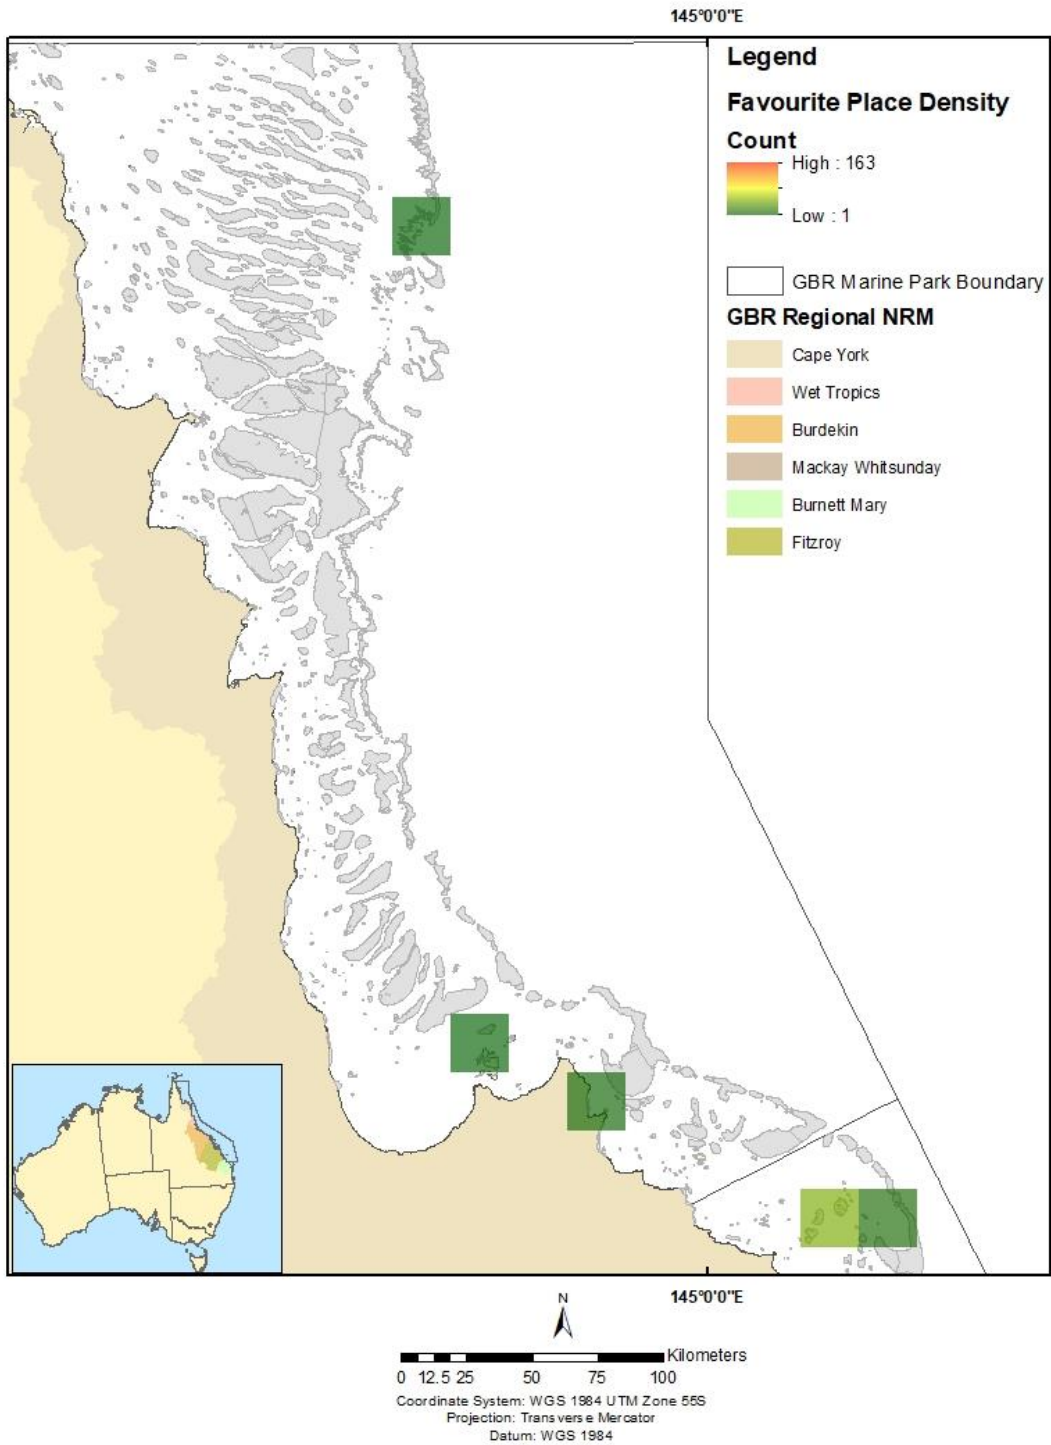 145°0'0"E
Legend
Favourite Place Density
Count
High : 163
Low : 1
GBR Marine Park Boundary
GBR Regional NRM
Cape York
Wet Tropics
Burdekin
Mackay Whitsunday
Burnett Mary
Fitzroy
145°0'0"E
N
Kilometers
0 12.5 25 50 75 100
Coordinate System: WGS 1984 UTM Zone 55S
Projection: Transverse Mercator
Datum: WGS 1984